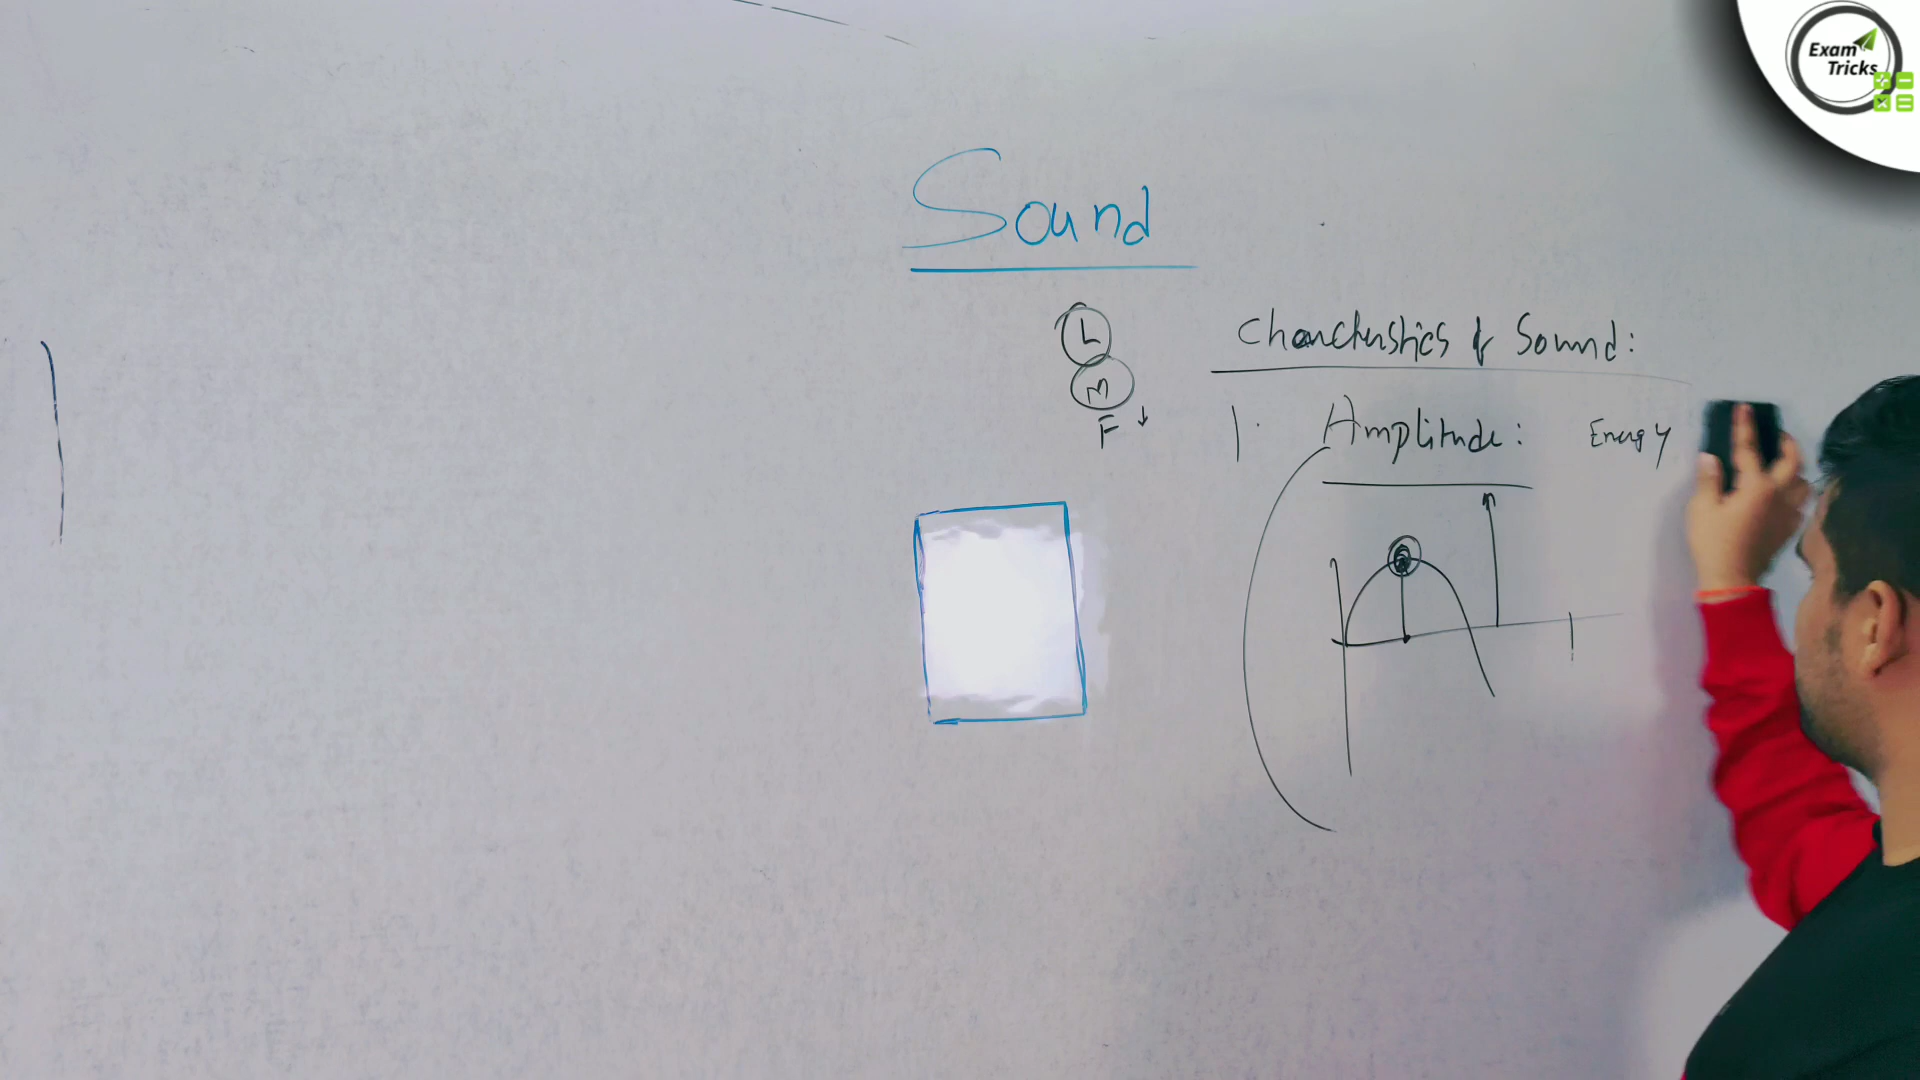 Exam
Tricks
Sound
L
M
F ↓
Characteristics of Sound:
1. Amplitude: Energy